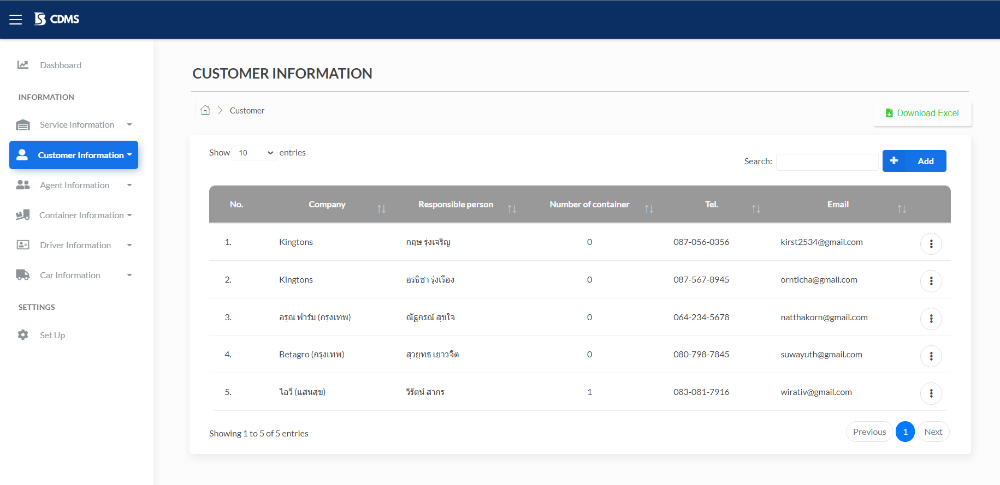 CDMS
Dashboard
INFORMATION
Service Information
Customer Information
Agent Information
Container Information
Driver Information
Car Information
SETTINGS
Set Up
CUSTOMER INFORMATION
Customer
Download Excel
Show 10 entries
Search:
Add
No. Company Responsible person Number of container Tel. Email
1. Kingtons กฤษ รุ่งเจริญ 0 087-056-0356 kirst2534@gmail.com
2. Kingtons อรธิชา รุ่งเรือง 0 087-567-8945 ornticha@gmail.com
3. อรุณ ฟาร์ม (กรุงเทพ) ณัฐกรณ์ สุขใจ 0 064-234-5678 natthakorn@gmail.com
4. Betagro (กรุงเทพ) สุวยุทธ เยาวจิต 0 080-798-7845 suwayuth@gmail.com
5. ไอวี (แสนสุข) วิรัตน์ สากร 1 083-081-7916 wirativ@gmail.com
Showing 1 to 5 of 5 entries
Previous 1 Next